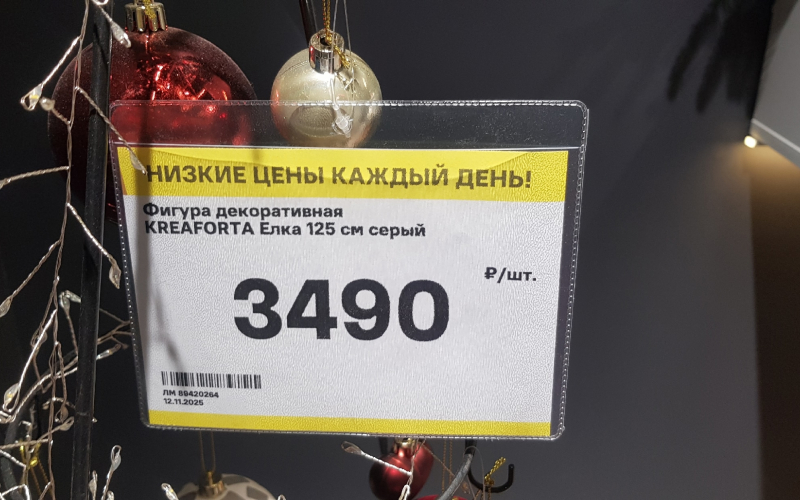 НИЗКИЕ ЦЕНЫ КАЖДЫЙ ДЕНЬ!
Фигура декоративная
KREAFORTA Елка 125 см серый
₽/шт.
3490
ЛМ 89420264
12.11.2025